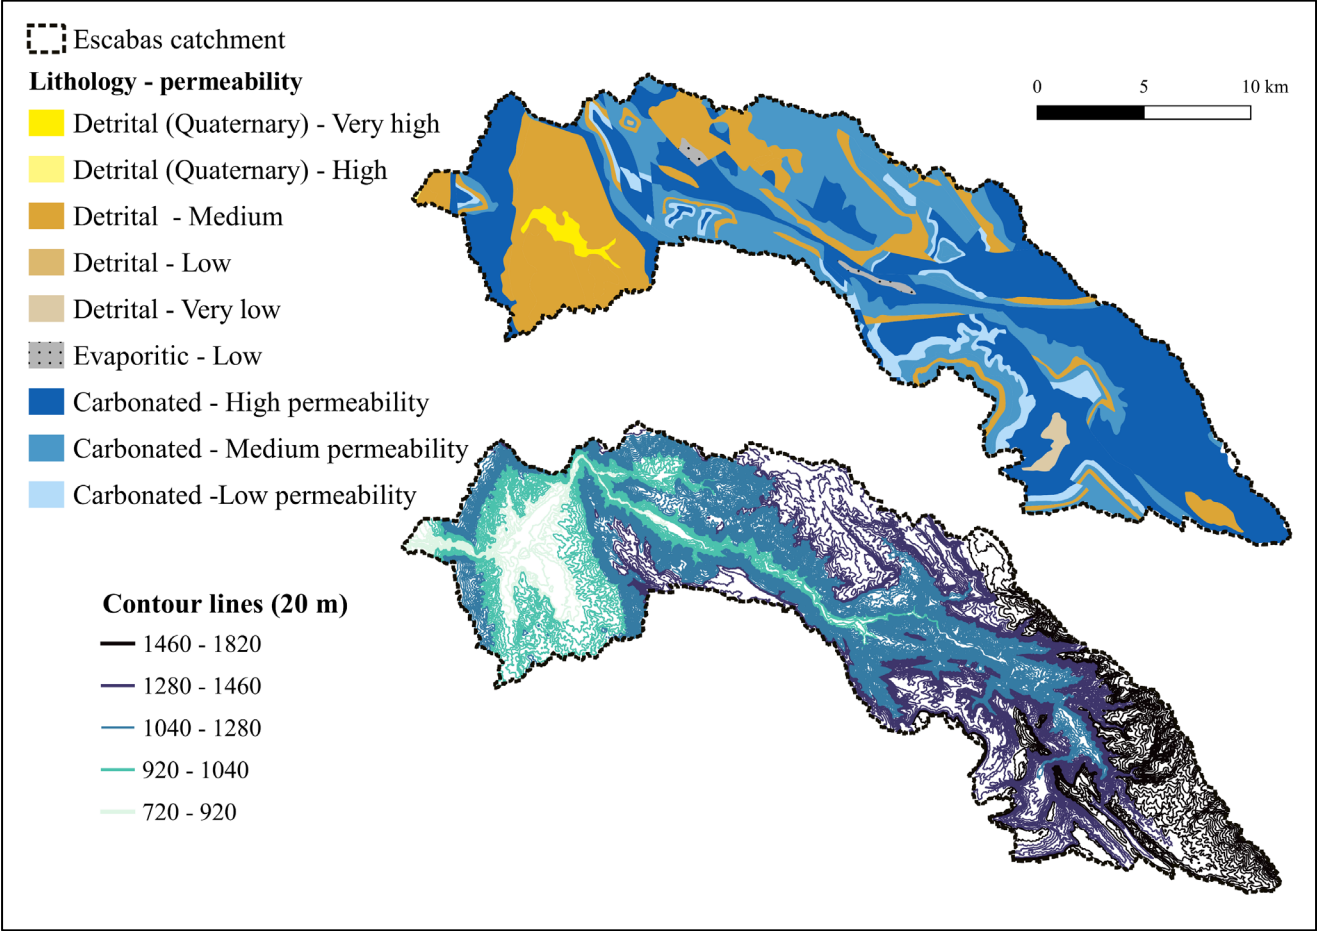 Escabas catchment
Lithology - permeability
Detrital (Quaternary) - Very high
Detrital (Quaternary) - High
Detrital - Medium
Detrital - Low
Detrital - Very low
Evaporitic - Low
Carbonated - High permeability
Carbonated - Medium permeability
Carbonated -Low permeability
0 5 10 km
Contour lines (20 m)
1460 - 1820
1280 - 1460
1040 - 1280
920 - 1040
720 - 920